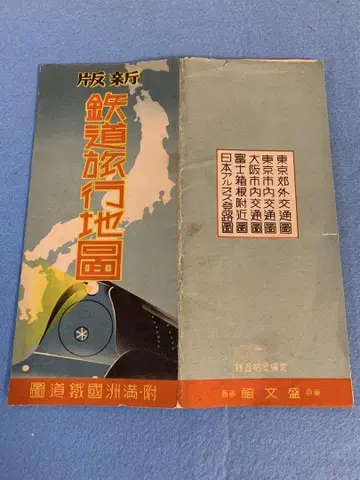 新版
鉄道旅行地圖
附・満洲國鐵道圖
東京郊外交通圖
東京市内交通圖
大阪市内交通圖
富士箱根附近圖
日本アルプス登路圖
東京 盛文館